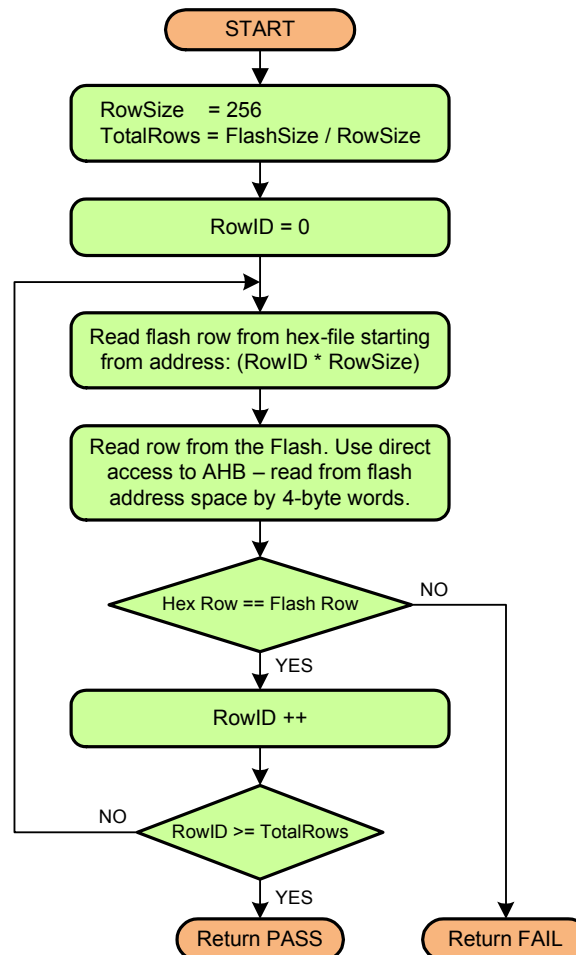 START
RowSize = 256
TotalRows = FlashSize / RowSize
RowID = 0
Read flash row from hex-file starting
from address: (RowID * RowSize)
Read row from the Flash. Use direct
access to AHB – read from flash
address space by 4-byte words.
Hex Row == Flash Row
NO
YES
RowID ++
NO
RowID >= TotalRows
YES
Return PASS
Return FAIL